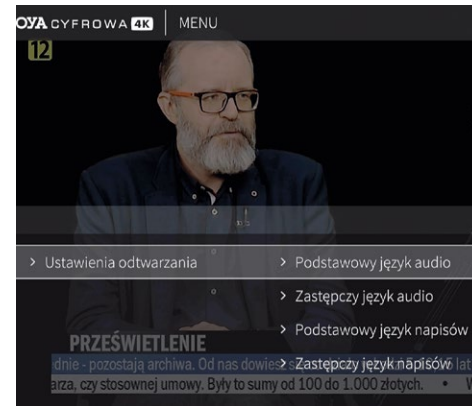 OYA CYFROWA 4K MENU
12
> Ustawienia odtwarzania > Podstawowy język audio
> Zastępczy język audio
> Podstawowy język napisów
PRZEŚWIETLENIE
dnie - pozostają archiwa. Od nas dowies > Zastępczy język napisów lat
arza, czy stosownej umowy. Były to sumy od 100 do 1.000 złotych. •